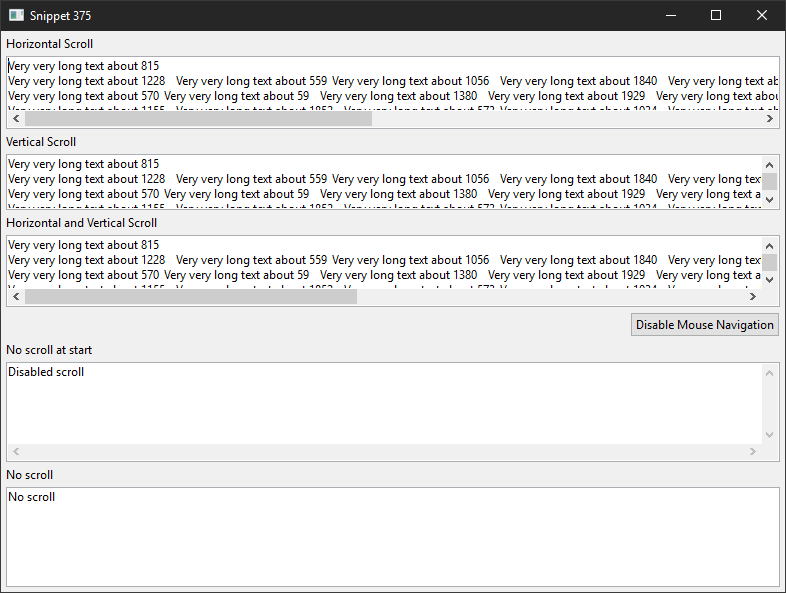 Snippet 375
Horizontal Scroll
Very very long text about 815
Very very long text about 1228 Very very long text about 559 Very very long text about 1056 Very very long text about 1840 Very very long text ab
Very very long text about 570 Very very long text about 59 Very very long text about 1380 Very very long text about 1929 Very very long text abou
Vertical Scroll
Very very long text about 815
Very very long text about 1228 Very very long text about 559 Very very long text about 1056 Very very long text about 1840 Very very long tex
Very very long text about 570 Very very long text about 59 Very very long text about 1380 Very very long text about 1929 Very very long text a
Horizontal and Vertical Scroll
Very very long text about 815
Very very long text about 1228 Very very long text about 559 Very very long text about 1056 Very very long text about 1840 Very very long tex
Very very long text about 570 Very very long text about 59 Very very long text about 1380 Very very long text about 1929 Very very long text a
Disable Mouse Navigation
No scroll at start
Disabled scroll
No scroll
No scroll